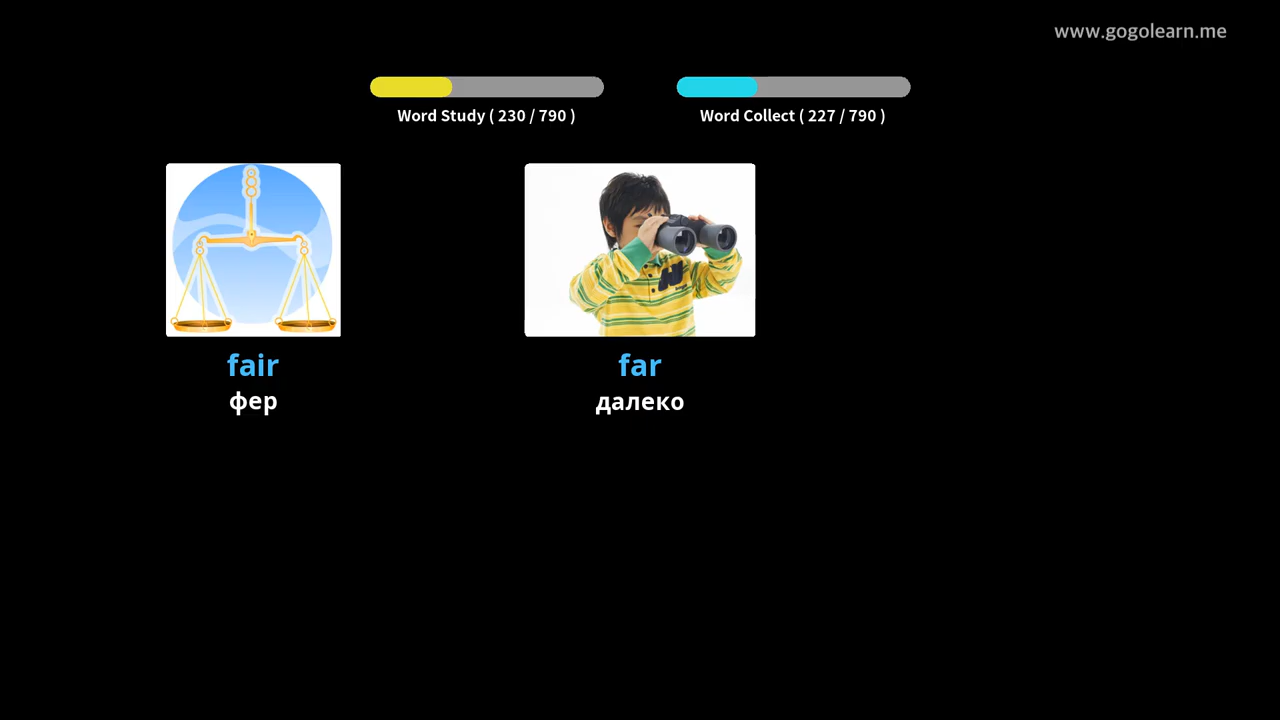 www.gogolearn.me
Word Study ( 230 / 790 )
Word Collect ( 227 / 790 )
fair
фер
far
далеко